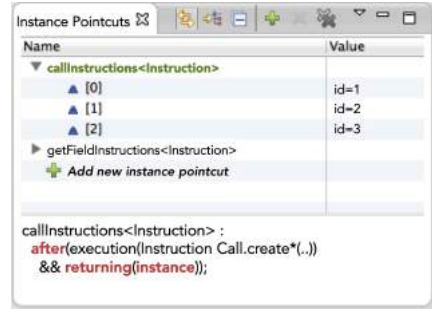 Instance Pointcuts
Name Value
callInstructions<Instruction>
[0] id=1
[1] id=2
[2] id=3
getFieldInstructions<Instruction>
Add new instance pointcut
callInstructions<Instruction> :
after(execution(Instruction Call.create*(..))
&& returning(instance));